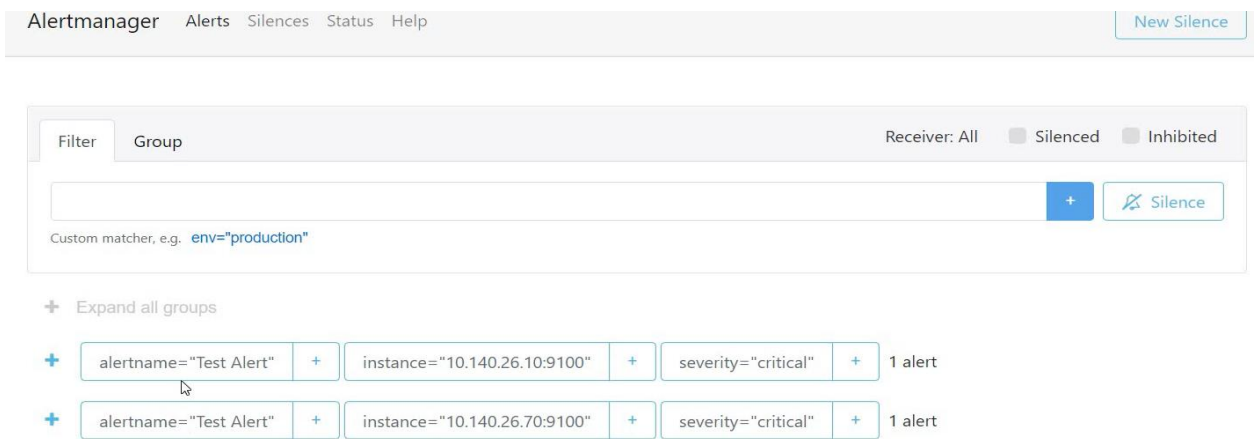 Alertmanager Alerts Silences Status Help New Silence
Filter Group Receiver: All Silenced Inhibited
+ Silence
Custom matcher, e.g. env="production"
+ Expand all groups
+ alertname="Test Alert" + instance="10.140.26.10:9100" + severity="critical" + 1 alert
+ alertname="Test Alert" + instance="10.140.26.70:9100" + severity="critical" + 1 alert